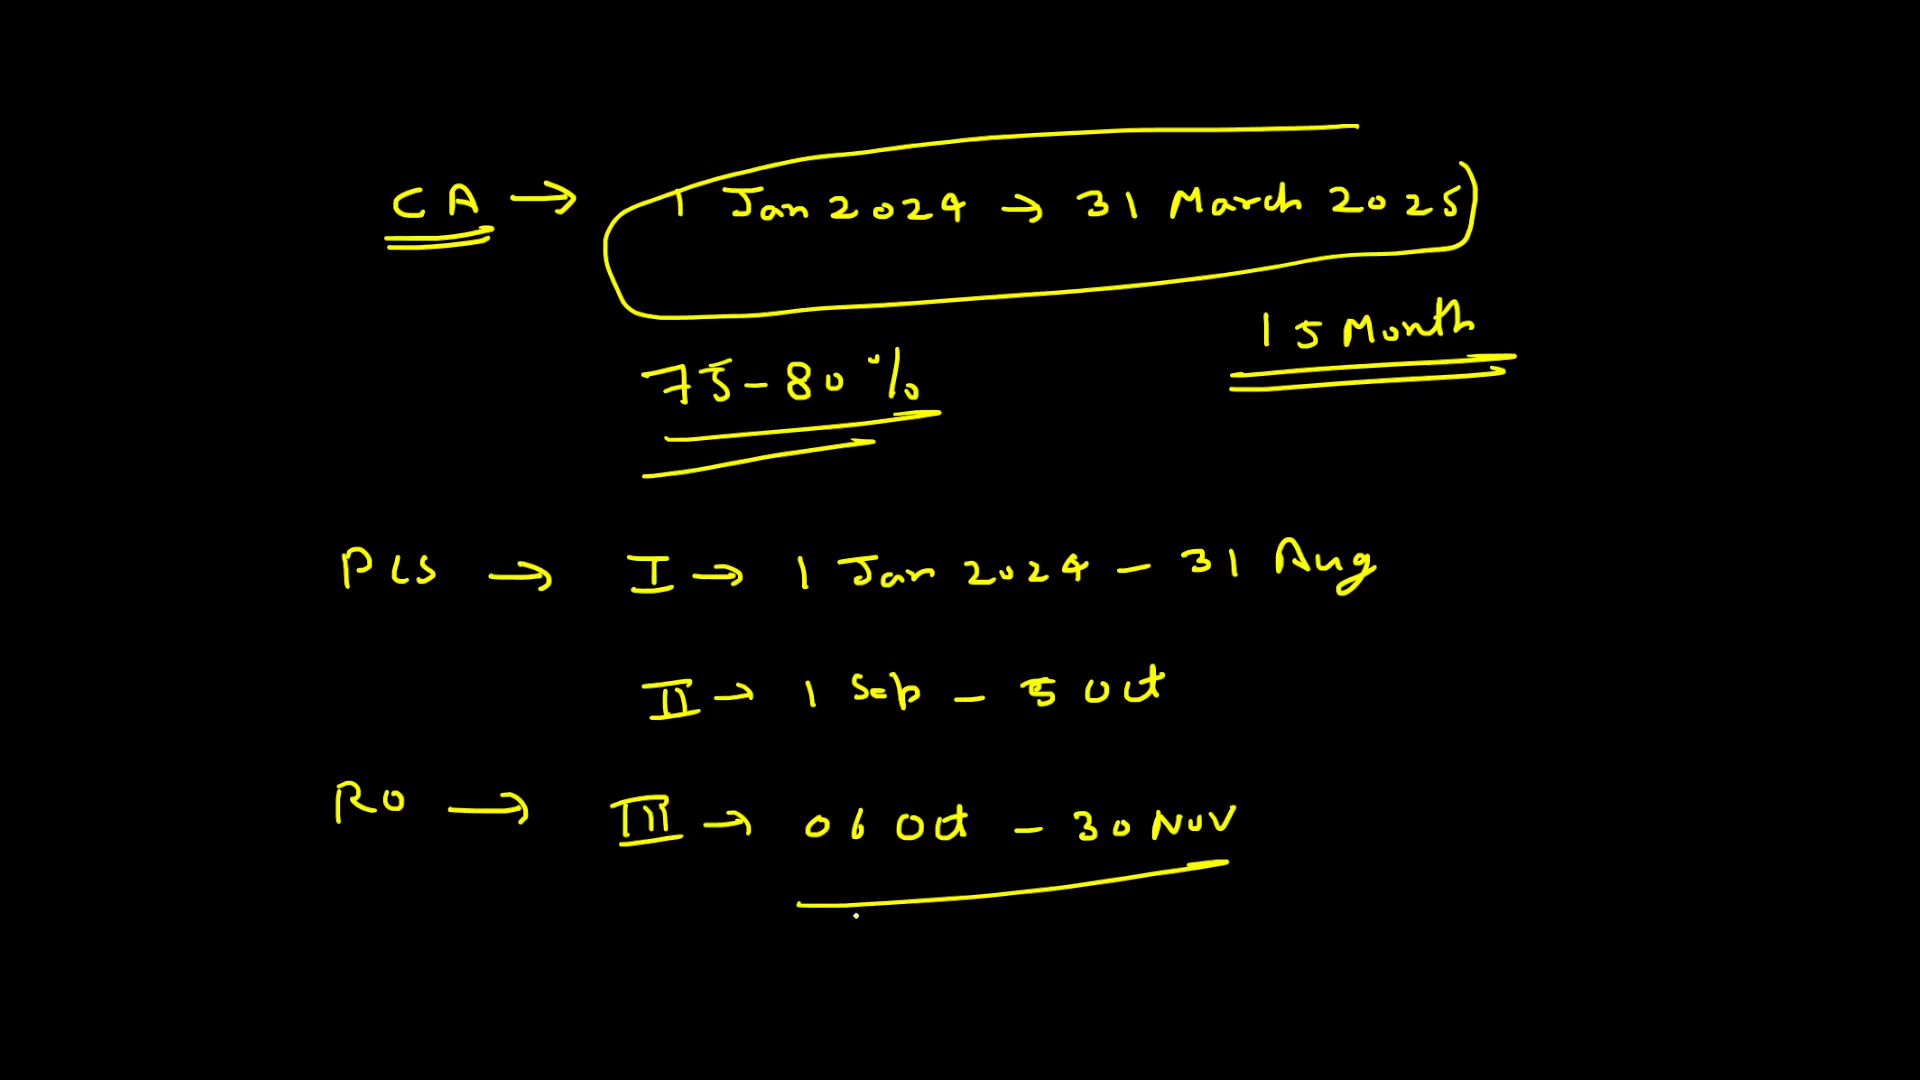 CA → 1 Jan 2024 → 31 March 2025
15 Month
75-80%
PCS → I → 1 Jan 2024 - 31 Aug
II → 1 Sep - 5 Oct
RO → III → 06 Oct - 30 Nov